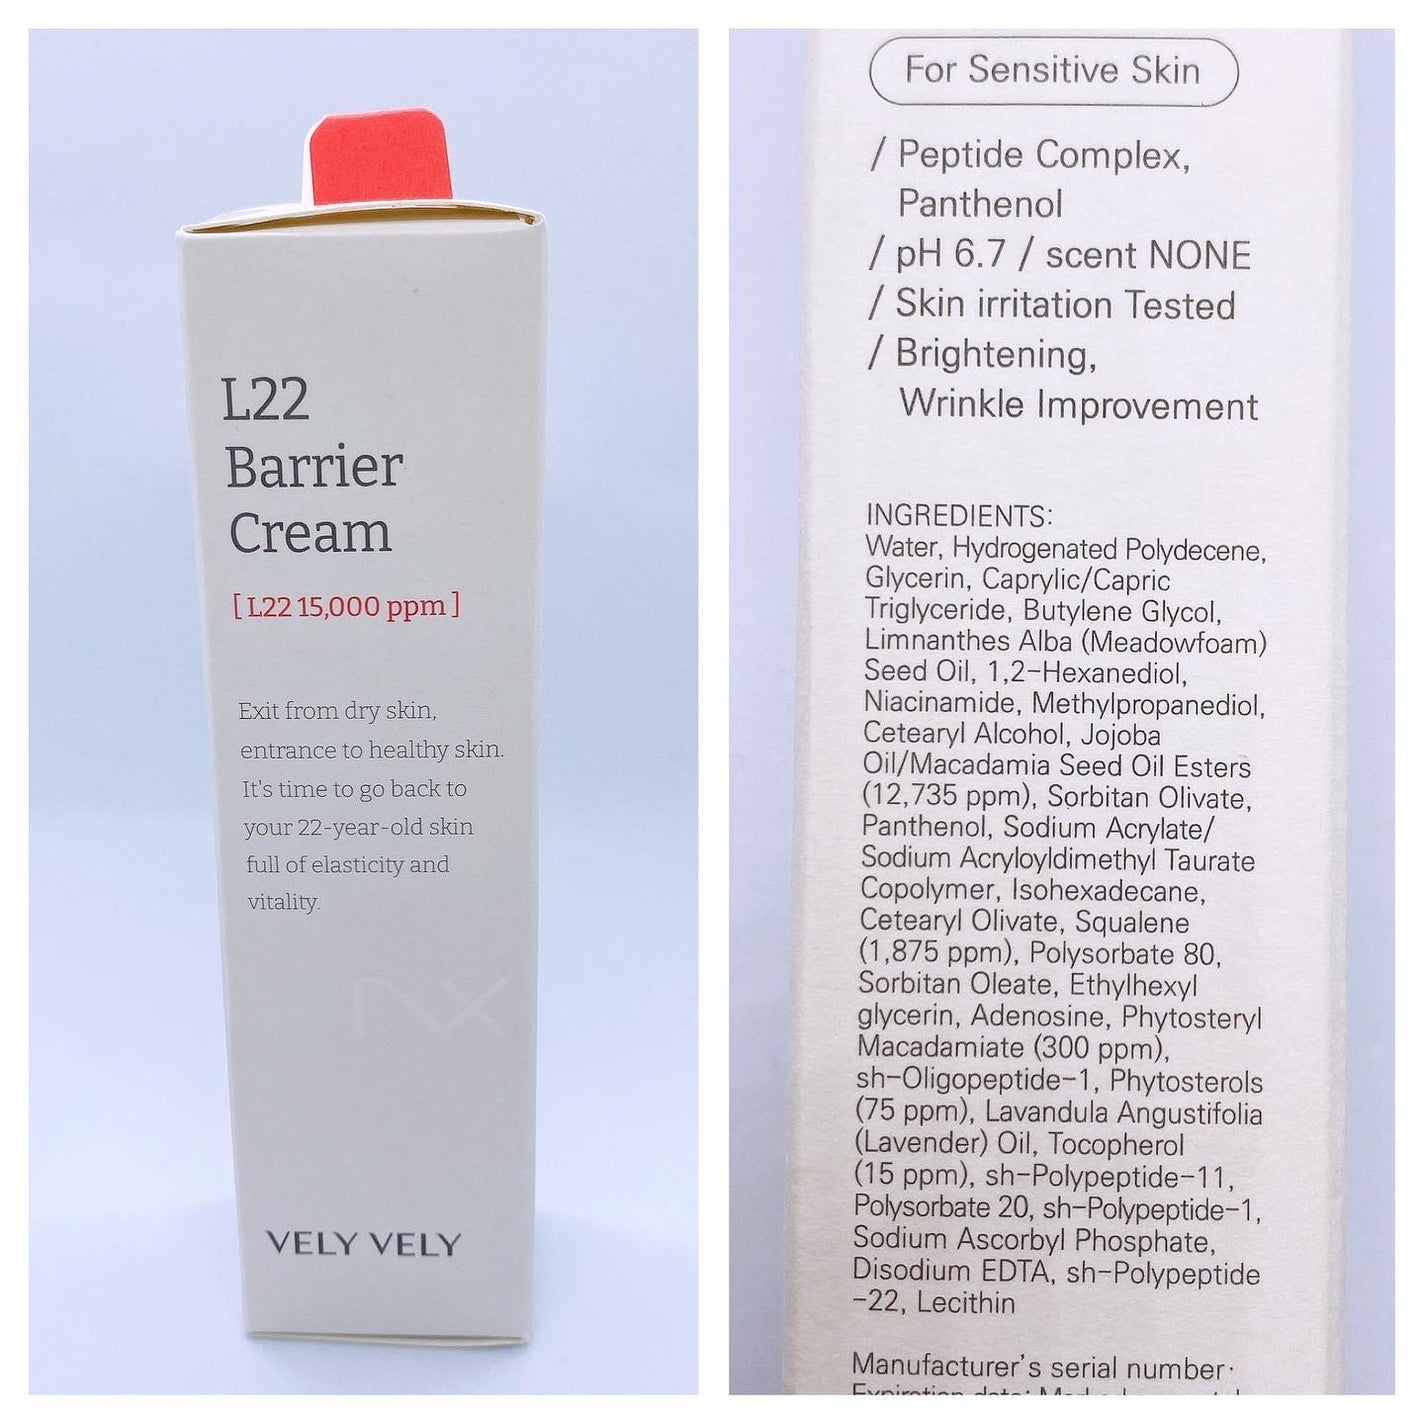 L22
Barrier
Cream
[ L22 15,000 ppm ]
Exit from dry skin,
entrance to healthy skin.
It's time to go back to
your 22-year-old skin
full of elasticity and
vitality.
VELY VELY
For Sensitive Skin
/ Peptide Complex,
Panthenol
/ pH 6.7 / scent NONE
/ Skin irritation Tested
/ Brightening,
Wrinkle Improvement
INGREDIENTS:
Water, Hydrogenated Polydecene,
Glycerin, Caprylic/Capric
Triglyceride, Butylene Glycol,
Limnanthes Alba (Meadowfoam)
Seed Oil, 1,2-Hexanediol,
Niacinamide, Methylpropanediol,
Cetearyl Alcohol, Jojoba
Oil/Macadamia Seed Oil Esters
(12,735 ppm), Sorbitan Olivate,
Panthenol, Sodium Acrylate/
Sodium Acryloyldimethyl Taurate
Copolymer, Isohexadecane,
Cetearyl Olivate, Squalene
(1,875 ppm), Polysorbate 80,
Sorbitan Oleate, Ethylhexyl
glycerin, Adenosine, Phytosteryl
Macadamiate (300 ppm),
sh-Oligopeptide-1, Phytosterols
(75 ppm), Lavandula Angustifolia
(Lavender) Oil, Tocopherol
(15 ppm), sh-Polypeptide-11,
Polysorbate 20, sh-Polypeptide-1,
Sodium Ascorbyl Phosphate,
Disodium EDTA, sh-Polypeptide
-22, Lecithin
Manufacturer's serial number·
Expiration date: